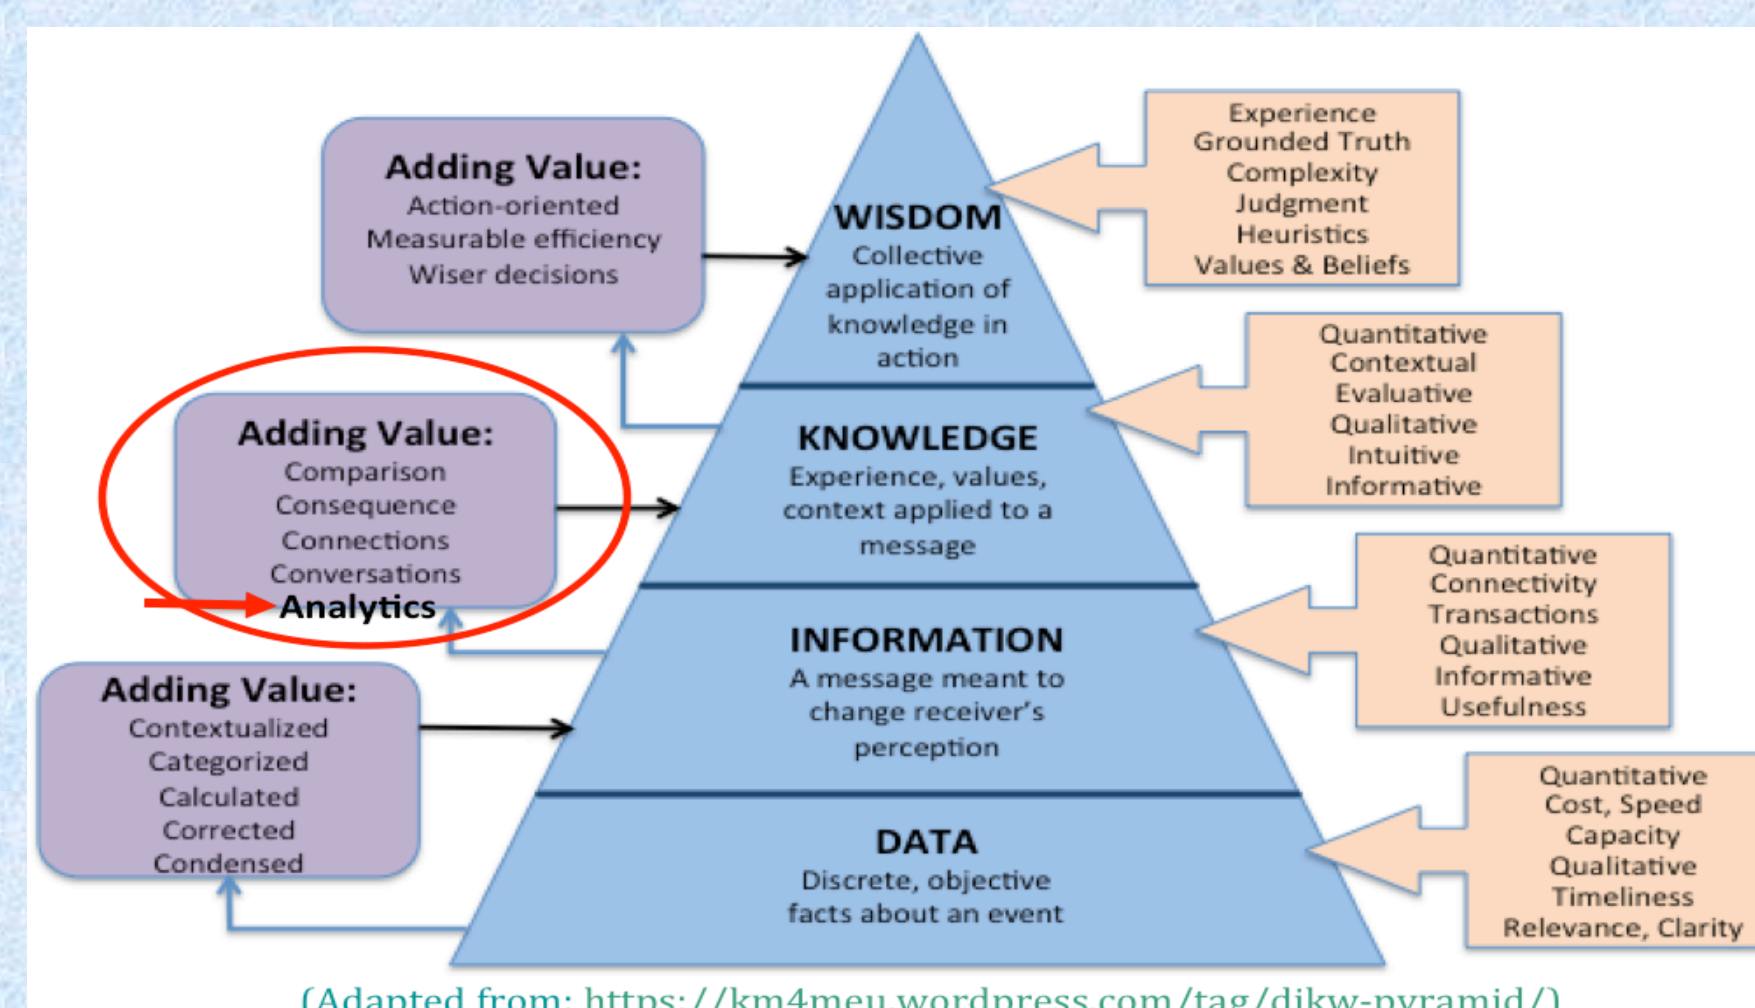 Adding Value:
Action-oriented
Measurable efficiency
Wiser decisions
WISDOM
Collective
application of
knowledge in
action
Experience
Grounded Truth
Complexity
Judgment
Heuristics
Values & Beliefs
Adding Value:
Comparison
Consequence
Connections
Conversations
Analytics
KNOWLEDGE
Experience, values,
context applied to a
message
Quantitative
Contextual
Evaluative
Qualitative
Intuitive
Informative
Adding Value:
Contextualized
Categorized
Calculated
Corrected
Condensed
INFORMATION
A message meant to
change receiver's
perception
Quantitative
Connectivity
Transactions
Qualitative
Informative
Usefulness
DATA
Discrete, objective
facts about an event
Quantitative
Cost, Speed
Capacity
Qualitative
Timeliness
Relevance, Clarity
(Adapted from: https://km4meu.wordpress.com/tag/dikw-pyramid/)